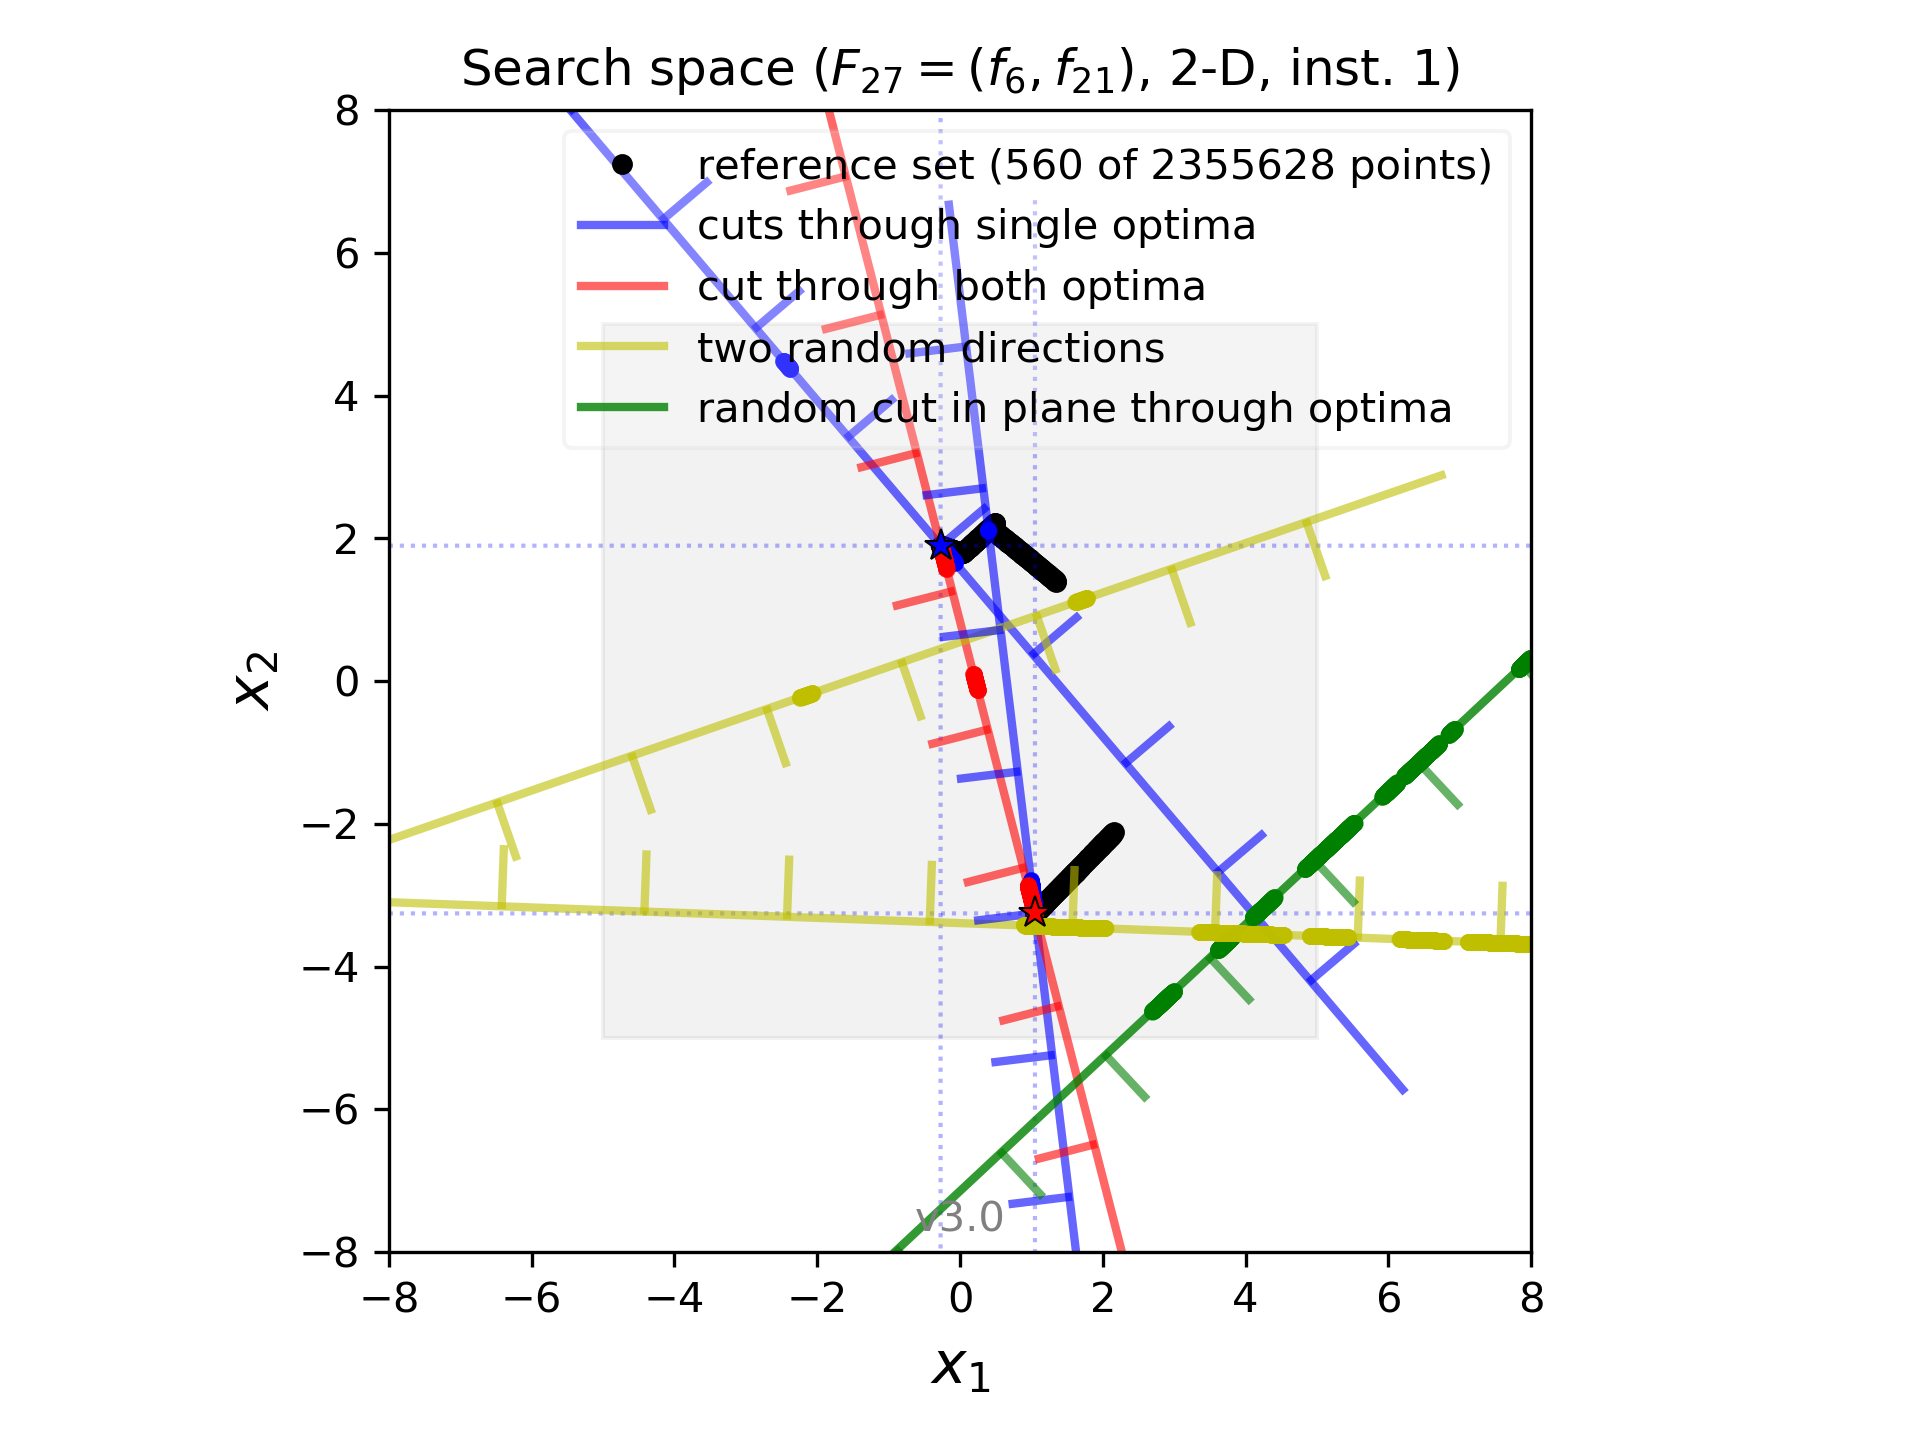 Search space (F27 = (f6, f21), 2-D, inst. 1)
reference set (560 of 2355628 points)
cuts through single optima
cut through both optima
two random directions
random cut in plane through optima
8
6
4
2
0
−2
−4
−6
−8
x2
v3.0
−8 −6 −4 −2 0 2 4 6 8
x1